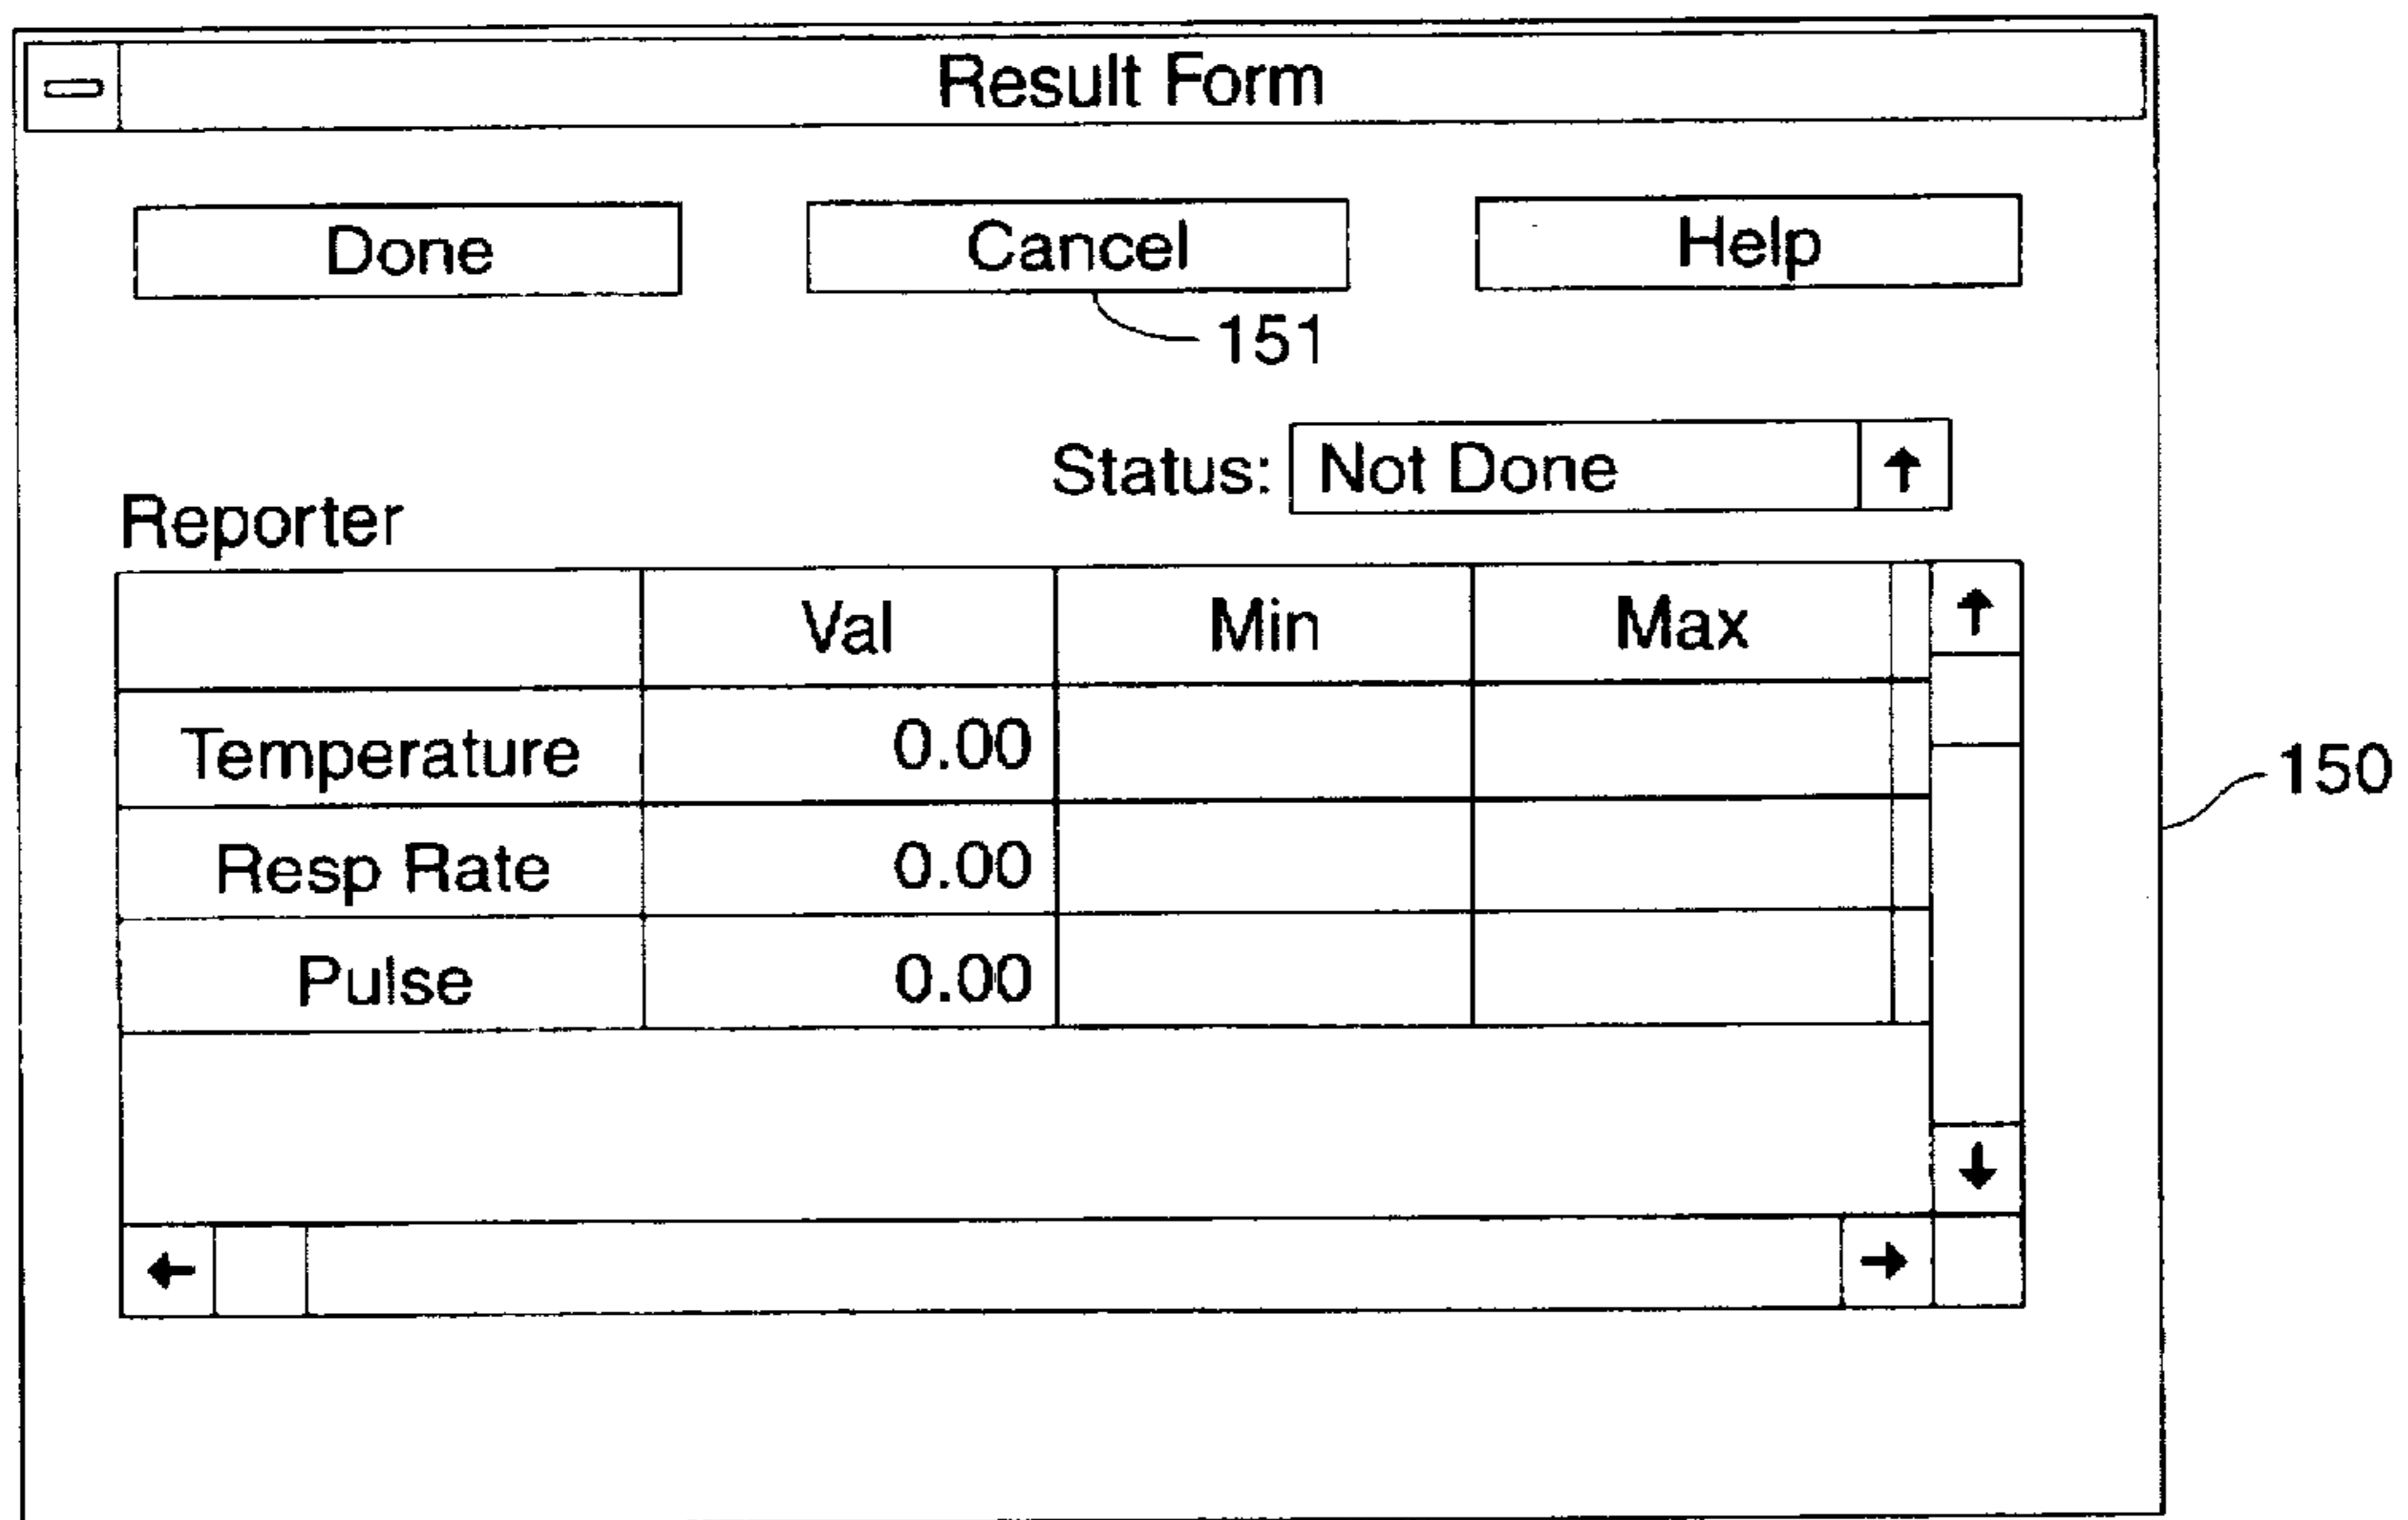 Result Form
Done Cancel Help
151
Status: Not Done
Reporter
Val Min Max
Temperature 0.00
150
Resp Rate 0.00
Pulse 0.00